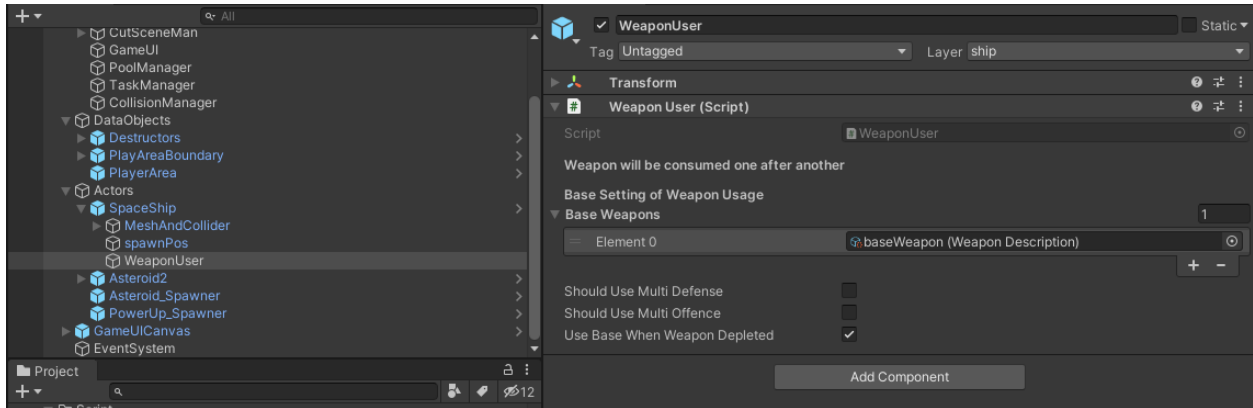 All
CutSceneMan
GameUI
PoolManager
TaskManager
CollisionManager
DataObjects
Destructors
PlayAreaBoundary
PlayerArea
Actors
SpaceShip
MeshAndCollider
spawnPos
WeaponUser
Asteroid2
Asteroid_Spawner
PowerUp_Spawner
GameUICanvas
EventSystem
Project
12
WeaponUser
Static
Tag Untagged
Layer ship
Transform
Weapon User (Script)
Script
WeaponUser
Weapon will be consumed one after another
Base Setting of Weapon Usage
Base Weapons
1
Element 0
baseWeapon (Weapon Description)
Should Use Multi Defense
Should Use Multi Offence
Use Base When Weapon Depleted
Add Component